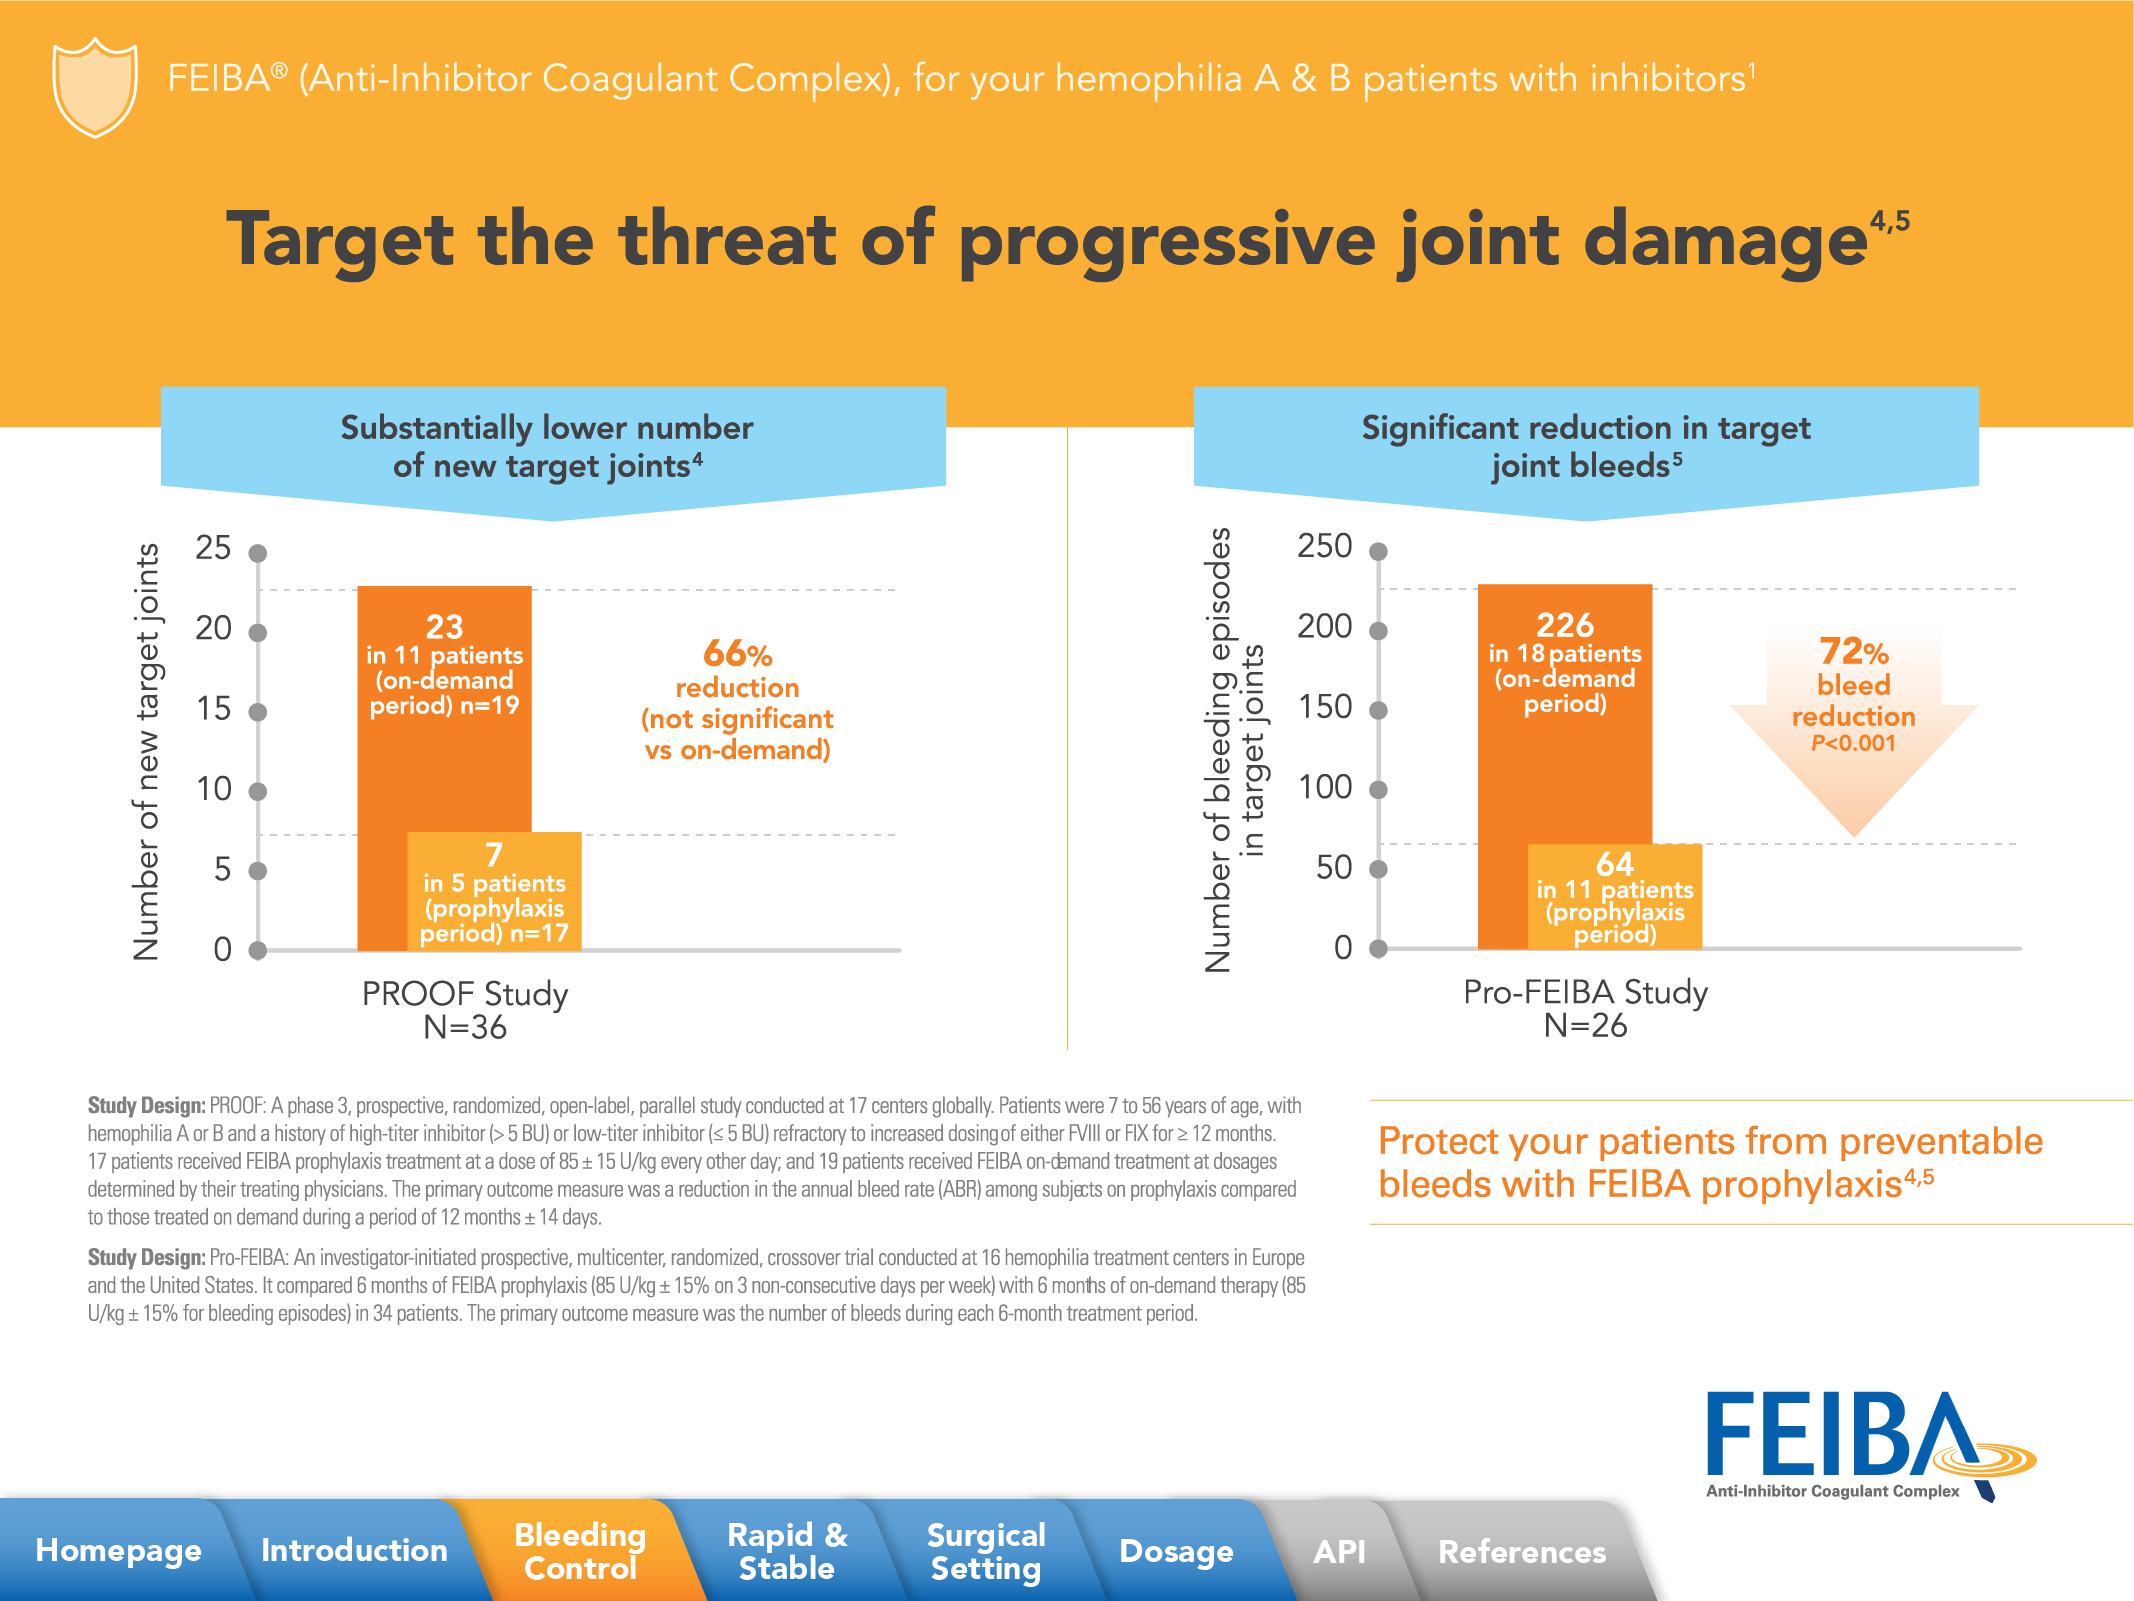 FEIBA® (Anti-Inhibitor Coagulant Complex), for your hemophilia A & B patients with inhibitors¹
Target the threat of progressive joint damage⁴,⁵
Substantially lower number
of new target joints⁴
Number of new target joints
25
20
15
10
5
0
23
in 11 patients
(on-demand
period) n=19
7
in 5 patients
(prophylaxis
period) n=17
66%
reduction
(not significant
vs on-demand)
PROOF Study
N=36
Significant reduction in target
joint bleeds⁵
Number of bleeding episodes
in target joints
250
200
150
100
50
0
226
in 18 patients
(on-demand
period)
64
in 11 patients
(prophylaxis
period)
72%
bleed
reduction
P<0.001
Pro-FEIBA Study
N=26
Study Design: PROOF: A phase 3, prospective, randomized, open-label, parallel study conducted at 17 centers globally. Patients were 7 to 56 years of age, with
hemophilia A or B and a history of high-titer inhibitor (> 5 BU) or low-titer inhibitor (≤ 5 BU) refractory to increased dosing of either FVIII or FIX for ≥ 12 months.
17 patients received FEIBA prophylaxis treatment at a dose of 85 ± 15 U/kg every other day; and 19 patients received FEIBA on-demand treatment at dosages
determined by their treating physicians. The primary outcome measure was a reduction in the annual bleed rate (ABR) among subjects on prophylaxis compared
to those treated on demand during a period of 12 months ± 14 days.
Study Design: Pro-FEIBA: An investigator-initiated prospective, multicenter, randomized, crossover trial conducted at 16 hemophilia treatment centers in Europe
and the United States. It compared 6 months of FEIBA prophylaxis (85 U/kg ± 15% on 3 non-consecutive days per week) with 6 months of on-demand therapy (85
U/kg ± 15% for bleeding episodes) in 34 patients. The primary outcome measure was the number of bleeds during each 6-month treatment period.
Protect your patients from preventable
bleeds with FEIBA prophylaxis⁴,⁵
FEIBA
Anti-Inhibitor Coagulant Complex
Homepage
Introduction
Bleeding
Control
Rapid &
Stable
Surgical
Setting
Dosage
API
References